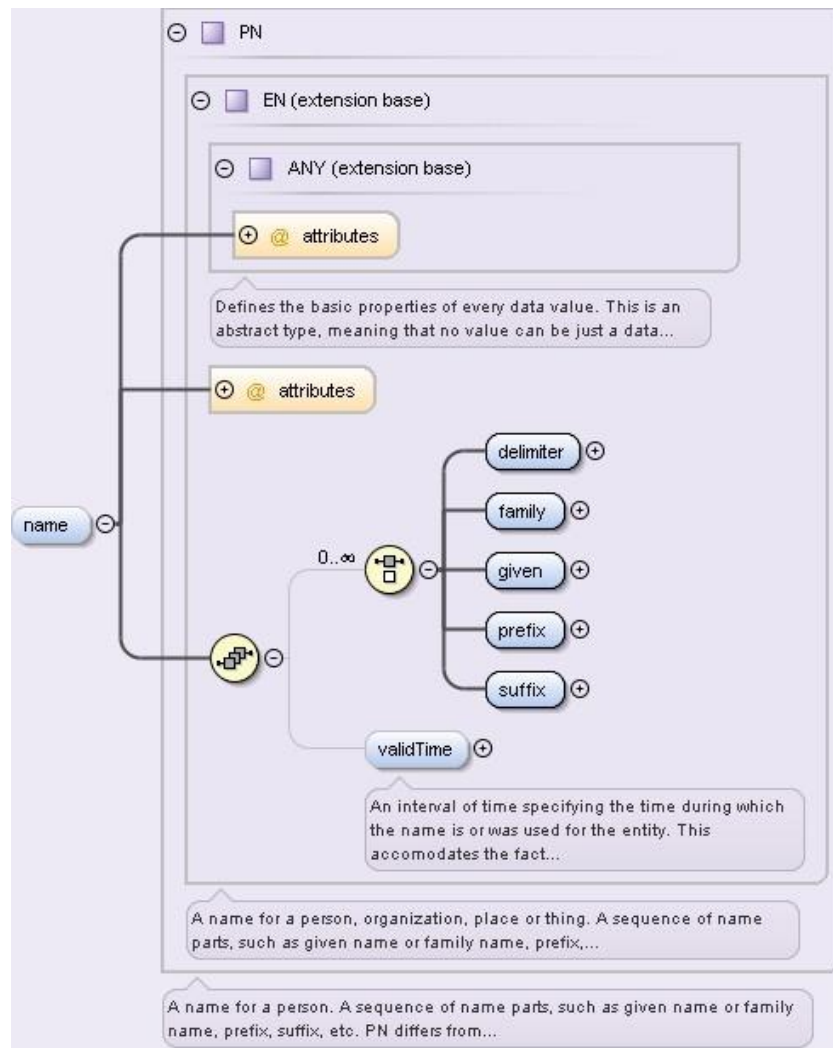 PN
EN (extension base)
ANY (extension base)
@ attributes
Defines the basic properties of every data value. This is an
abstract type, meaning that no value can be just a data...
@ attributes
delimiter
family
name
0..∞
given
prefix
suffix
validTime
An interval of time specifying the time during which
the name is or was used for the entity. This
accomodates the fact...
A name for a person, organization, place or thing. A sequence of name
parts, such as given name or family name, prefix,...
A name for a person. A sequence of name parts, such as given name or family
name, prefix, suffix, etc. PN differs from...